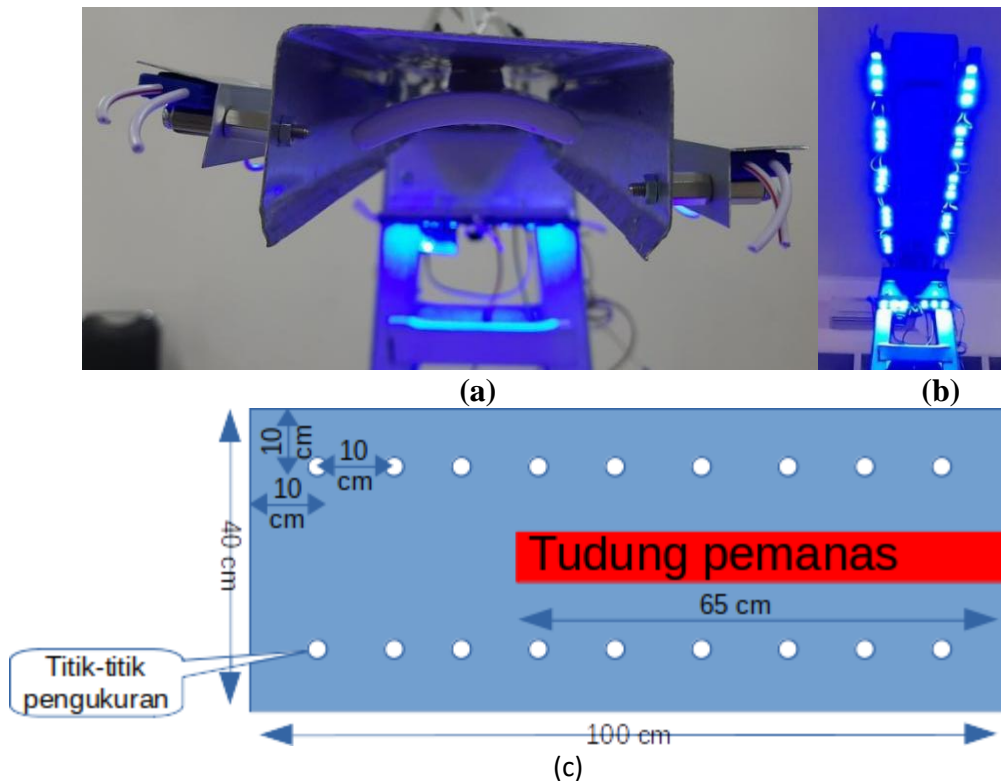 (a)
(b)
10
cm
10
cm
10
cm
40 cm
Tudung pemanas
65 cm
Titik-titik
pengukuran
100 cm
(c)